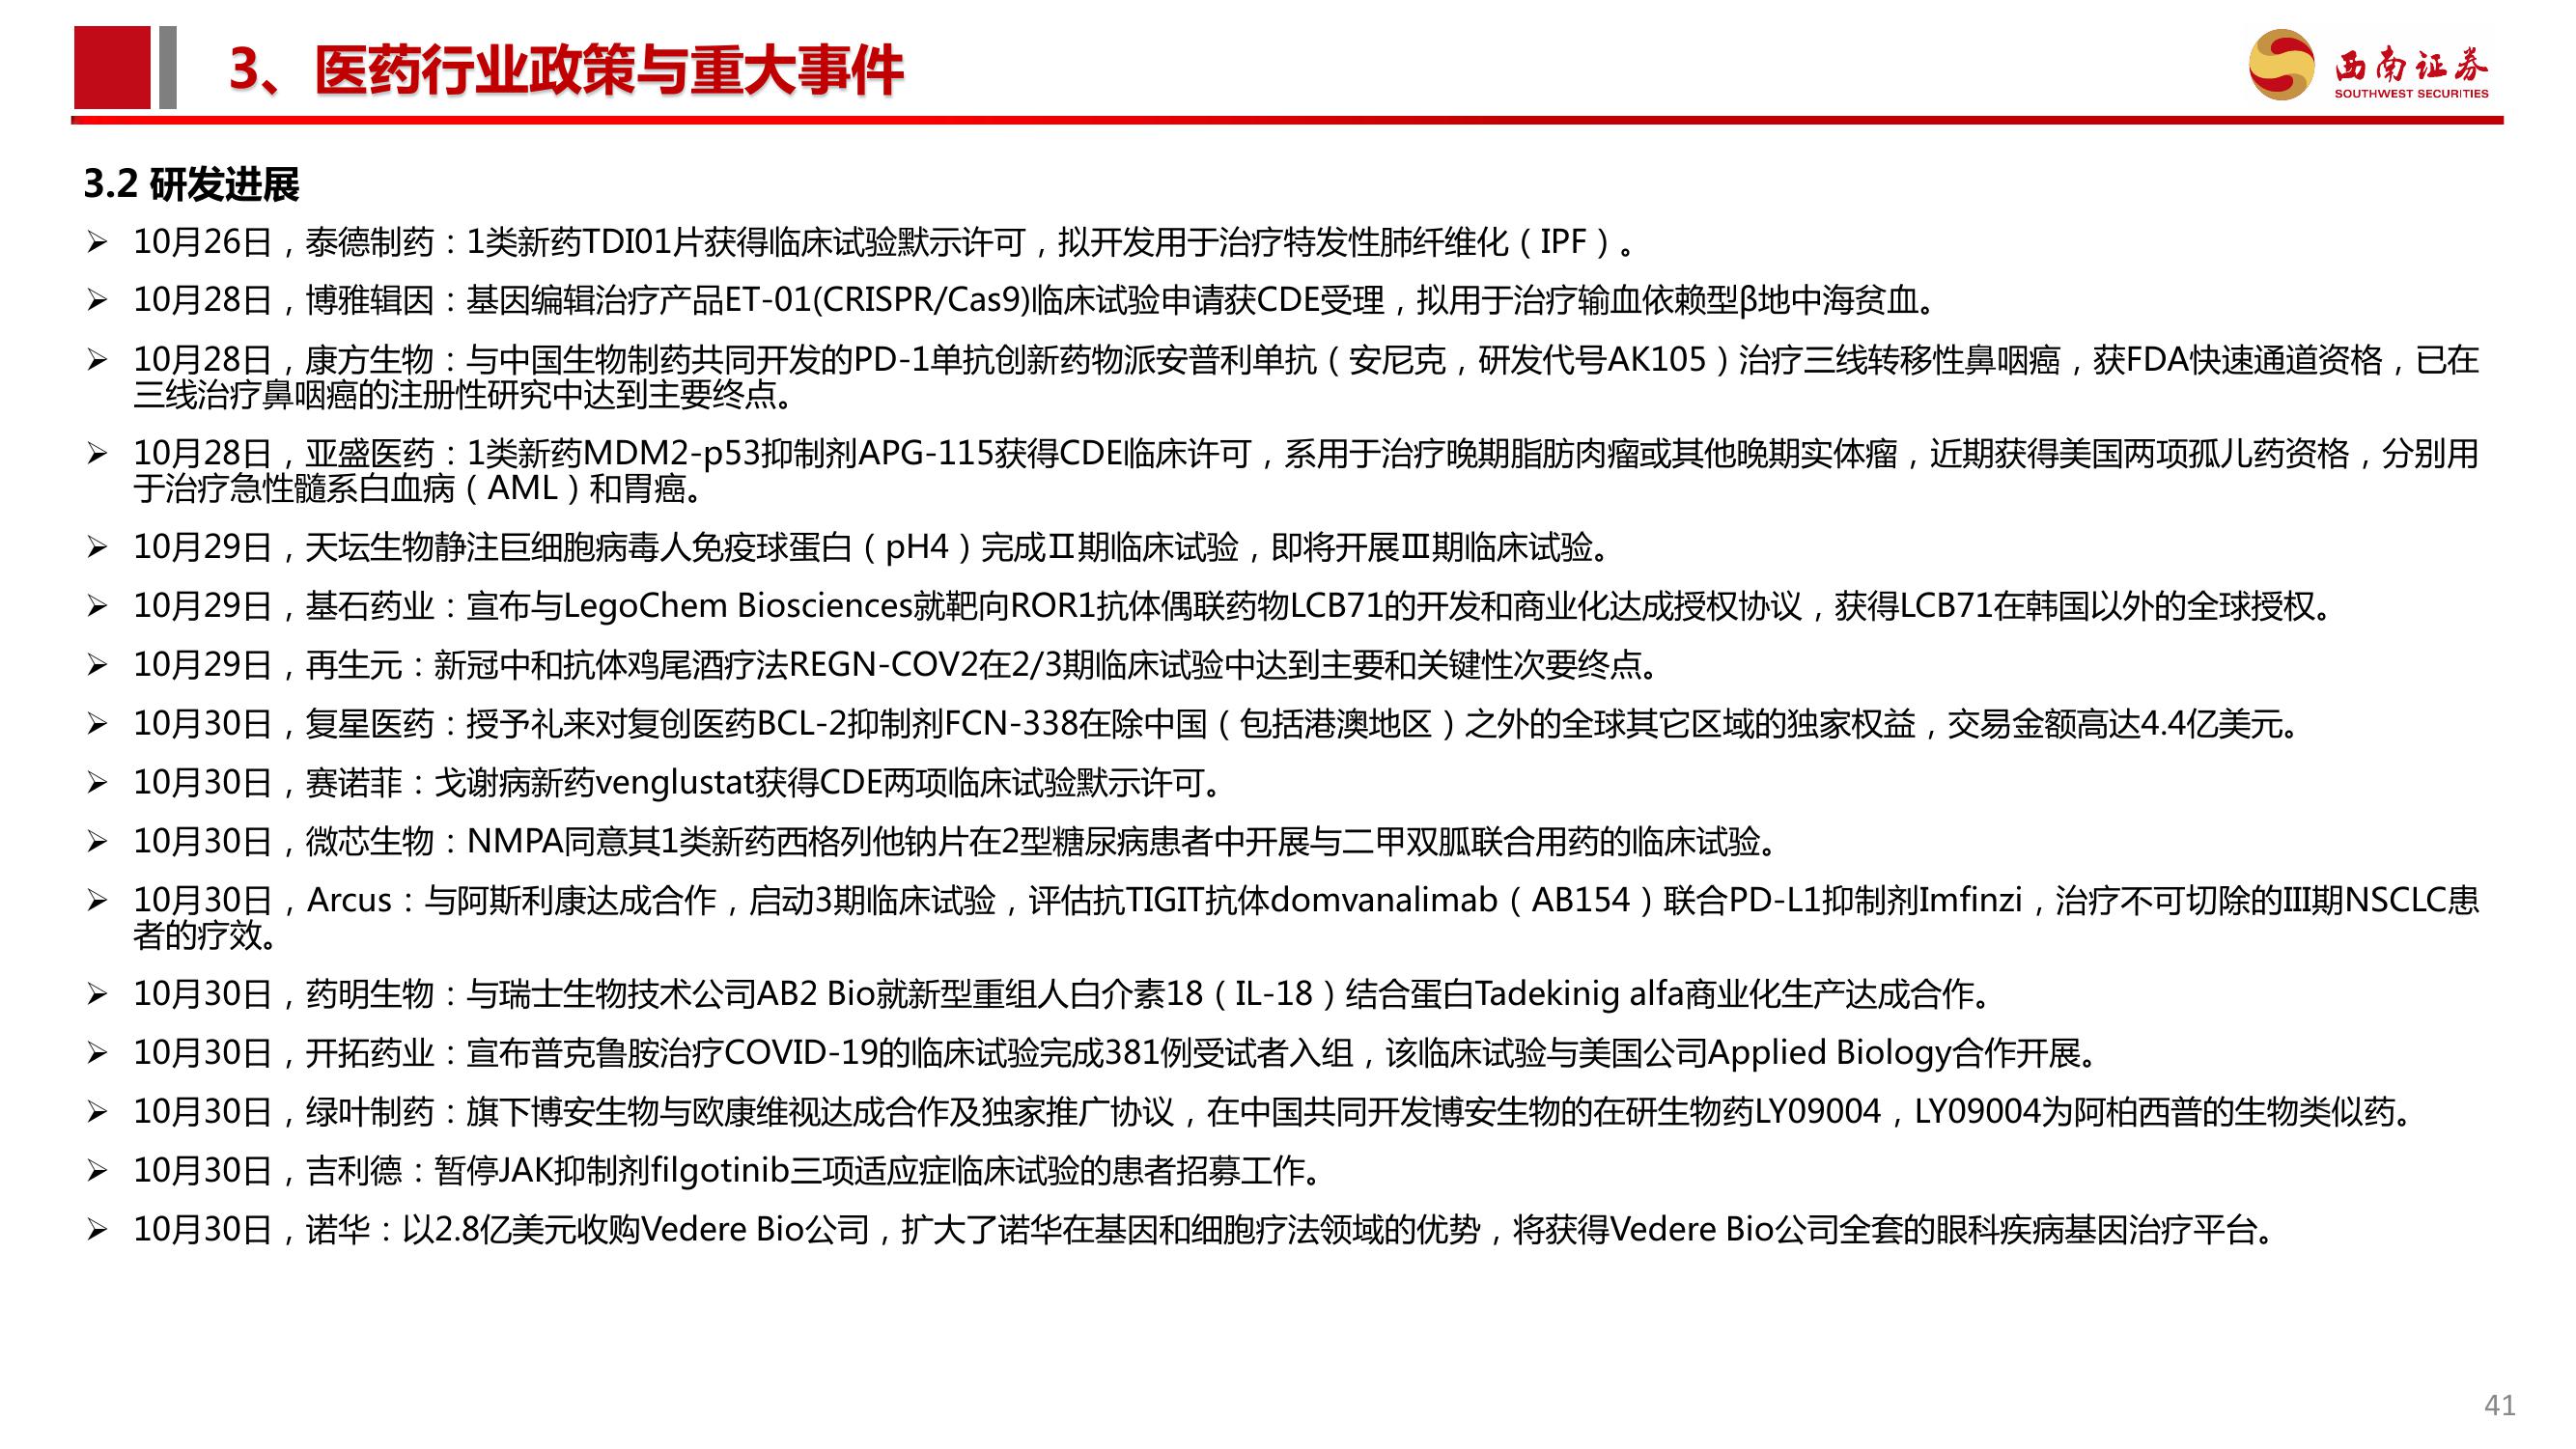 3、医药行业政策与重大事件
西南证券
SOUTHWEST SECURITIES
3.2 研发进展
➢ 10月26日，泰德制药：1类新药TDI01片获得临床试验默示许可，拟开发用于治疗特发性肺纤维化（IPF）。
➢ 10月28日，博雅辑因：基因编辑治疗产品ET-01(CRISPR/Cas9)临床试验申请获CDE受理，拟用于治疗输血依赖型β地中海贫血。
➢ 10月28日，康方生物：与中国生物制药共同开发的PD-1单抗创新药物派安普利单抗（安尼克，研发代号AK105）治疗三线转移性鼻咽癌，获FDA快速通道资格，已在
三线治疗鼻咽癌的注册性研究中达到主要终点。
➢ 10月28日，亚盛医药：1类新药MDM2-p53抑制剂APG-115获得CDE临床许可，系用于治疗晚期脂肪肉瘤或其他晚期实体瘤，近期获得美国两项孤儿药资格，分别用
于治疗急性髓系白血病（AML）和胃癌。
➢ 10月29日，天坛生物静注巨细胞病毒人免疫球蛋白（pH4）完成Ⅱ期临床试验，即将开展Ⅲ期临床试验。
➢ 10月29日，基石药业：宣布与LegoChem Biosciences就靶向ROR1抗体偶联药物LCB71的开发和商业化达成授权协议，获得LCB71在韩国以外的全球授权。
➢ 10月29日，再生元：新冠中和抗体鸡尾酒疗法REGN-COV2在2/3期临床试验中达到主要和关键性次要终点。
➢ 10月30日，复星医药：授予礼来对复创医药BCL-2抑制剂FCN-338在除中国（包括港澳地区）之外的全球其它区域的独家权益，交易金额高达4.4亿美元。
➢ 10月30日，赛诺菲：戈谢病新药venglustat获得CDE两项临床试验默示许可。
➢ 10月30日，微芯生物：NMPA同意其1类新药西格列他钠片在2型糖尿病患者中开展与二甲双胍联合用药的临床试验。
➢ 10月30日，Arcus：与阿斯利康达成合作，启动3期临床试验，评估抗TIGIT抗体domvanalimab（AB154）联合PD-L1抑制剂Imfinzi，治疗不可切除的III期NSCLC患
者的疗效。
➢ 10月30日，药明生物：与瑞士生物技术公司AB2 Bio就新型重组人白介素18（IL-18）结合蛋白Tadekinig alfa商业化生产达成合作。
➢ 10月30日，开拓药业：宣布普克鲁胺治疗COVID-19的临床试验完成381例受试者入组，该临床试验与美国公司Applied Biology合作开展。
➢ 10月30日，绿叶制药：旗下博安生物与欧康维视达成合作及独家推广协议，在中国共同开发博安生物的在研生物药LY09004，LY09004为阿柏西普的生物类似药。
➢ 10月30日，吉利德：暂停JAK抑制剂filgotinib三项适应症临床试验的患者招募工作。
➢ 10月30日，诺华：以2.8亿美元收购Vedere Bio公司，扩大了诺华在基因和细胞疗法领域的优势，将获得Vedere Bio公司全套的眼科疾病基因治疗平台。
41